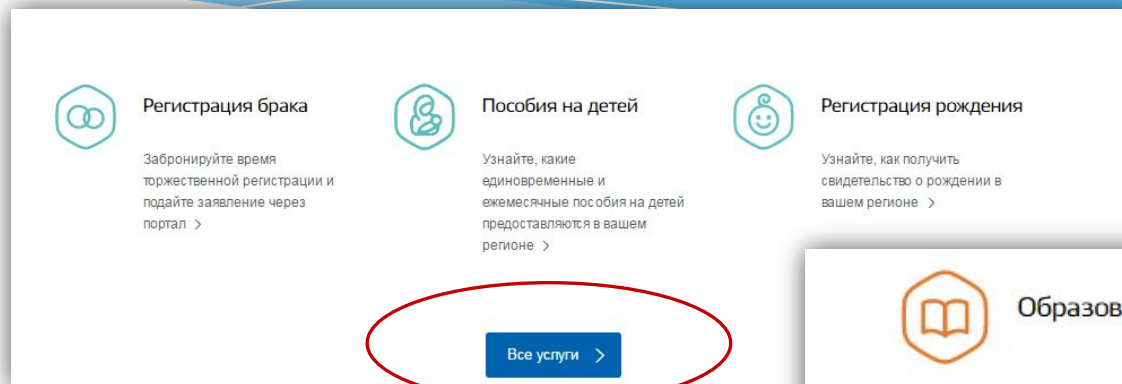 Регистрация брака
Забронируйте время
торжественной регистрации и
подайте заявление через
портал >
Пособия на детей
Узнайте, какие
единовременные и
ежемесячные пособия на детей
предоставляются в вашем
регионе >
Регистрация рождения
Узнайте, как получить
свидетельство о рождении в
вашем регионе >
Все услуги >
Образов